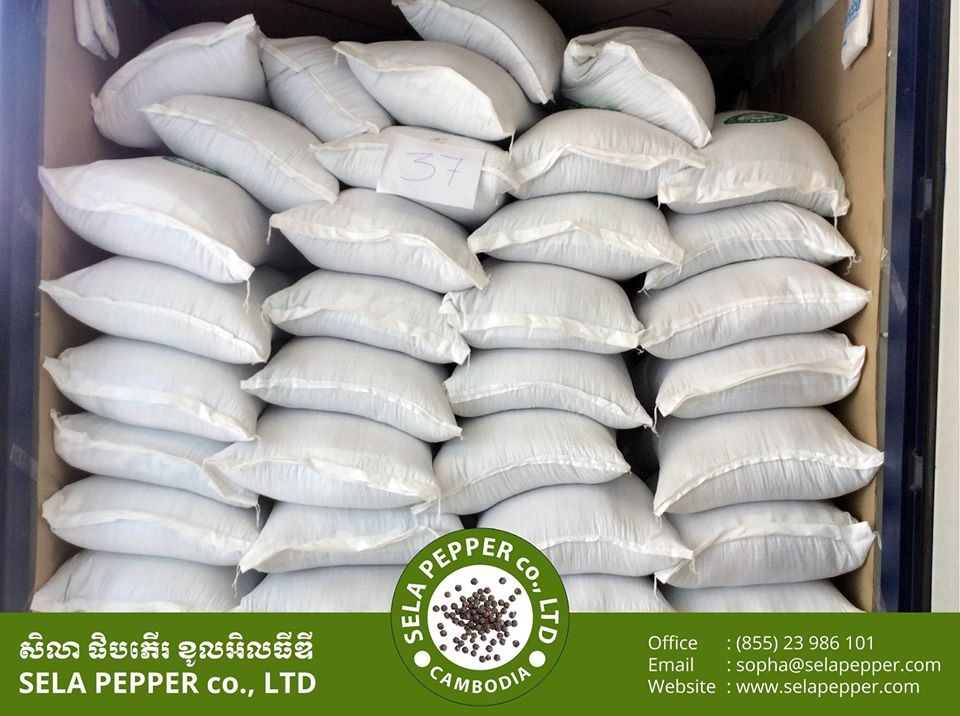 37
សិលា ផិបភើរ ខូលអិលធីឌី
SELA PEPPER co., LTD
SELA PEPPER co., LTD
CAMBODIA
Office : (855) 23 986 101
Email : sopha@selapepper.com
Website : www.selapepper.com